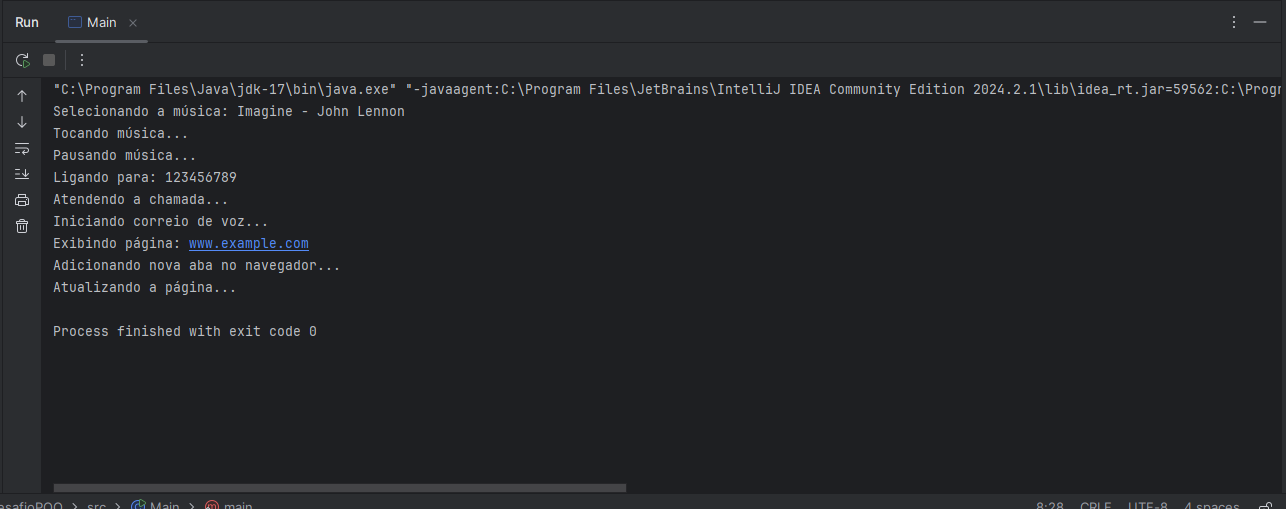 Run Main
"C:\Program Files\Java\jdk-17\bin\java.exe" "-javaagent:C:\Program Files\JetBrains\IntelliJ IDEA Community Edition 2024.2.1\lib\idea_rt.jar=59562:C:\Progr
Selecionando a música: Imagine - John Lennon
Tocando música...
Pausando música...
Ligando para: 123456789
Atendendo a chamada...
Iniciando correio de voz...
Exibindo página: www.example.com
Adicionando nova aba no navegador...
Atualizando a página...
Process finished with exit code 0
esafioPOO > src > Main > main 8:28 CRLF UTF-8 4 spaces